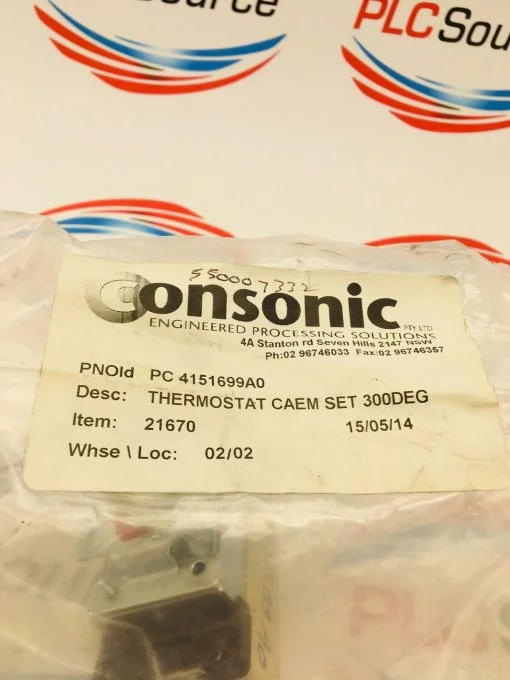 Source
PLCSource
550007332
Consonic
PTY LTD
ENGINEERED PROCESSING SOLUTIONS
4A Stanton rd Seven Hills 2147 NSW
Ph:02 96746033 Fax:02 96746357
PNOld PC 4151699A0
Desc: THERMOSTAT CAEM SET 300DEG
Item: 21670 15/05/14
Whse \ Loc: 02/02